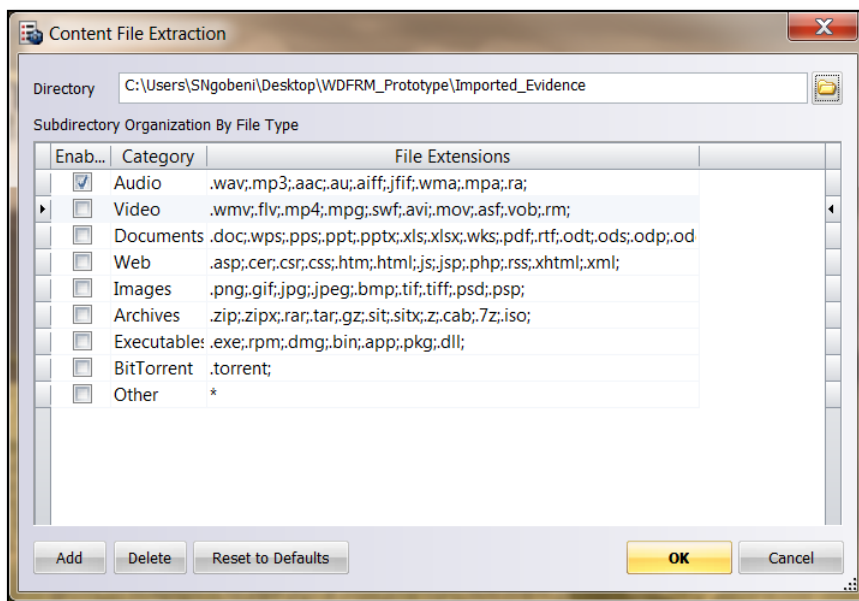 Content File Extraction
Directory C:\Users\SNgobeni\Desktop\WDFRM_Prototype\Imported_Evidence
Subdirectory Organization By File Type
Enab... Category File Extensions
Audio .wav;.mp3;.aac;.au;.aiff;.jfif;.wma;.mpa;.ra;
Video .wmv;.flv;.mp4;.mpg;.swf;.avi;.mov;.asf;.vob;.rm;
Documents .doc;.wps;.pps;.ppt;.pptx;.xls;.xlsx;.wks;.pdf;.rtf;.odt;.ods;.odp;.od
Web .asp;.cer;.csr;.css;.htm;.html;.js;.jsp;.php;.rss;.xhtml;.xml;
Images .png;.gif;.jpg;.jpeg;.bmp;.tif;.tiff;.psd;.psp;
Archives .zip;.zipx;.rar;.tar;.gz;.sit;.sitx;.z;.cab;.7z;.iso;
Executables .exe;.rpm;.dmg;.bin;.app;.pkg;.dll;
BitTorrent .torrent;
Other *
Add Delete Reset to Defaults OK Cancel